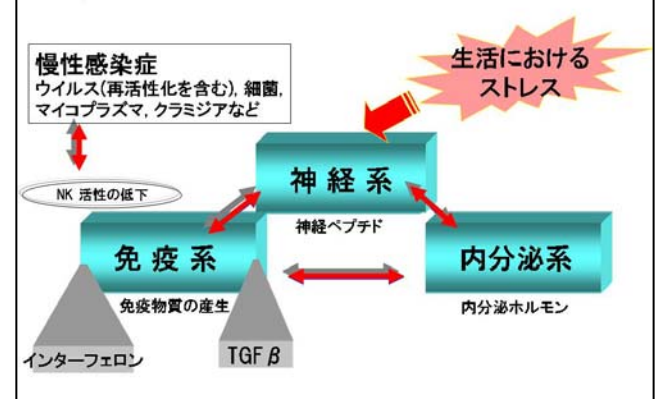 慢性感染症
ウイルス(再活性化を含む), 細菌,
マイコプラズマ, クラミジアなど
生活における
ストレス
NK 活性の低下
神経系
神経ペプチド
免疫系
免疫物質の産生
内分泌系
内分泌ホルモン
インターフェロン
TGFβ